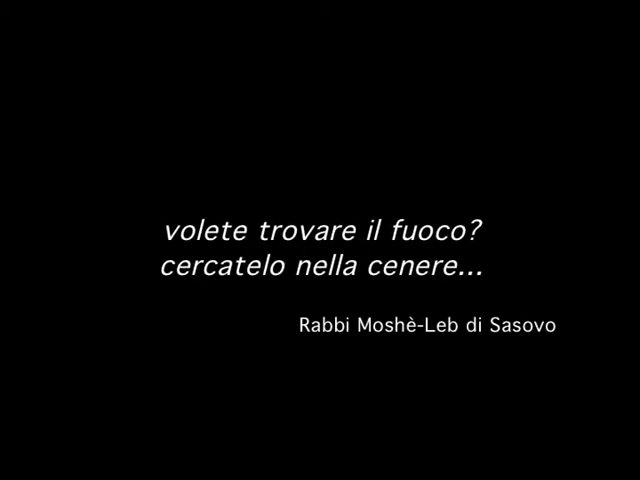 volete trovare il fuoco?
cercatelo nella cenere...
Rabbi Moshè-Leb di Sasovo